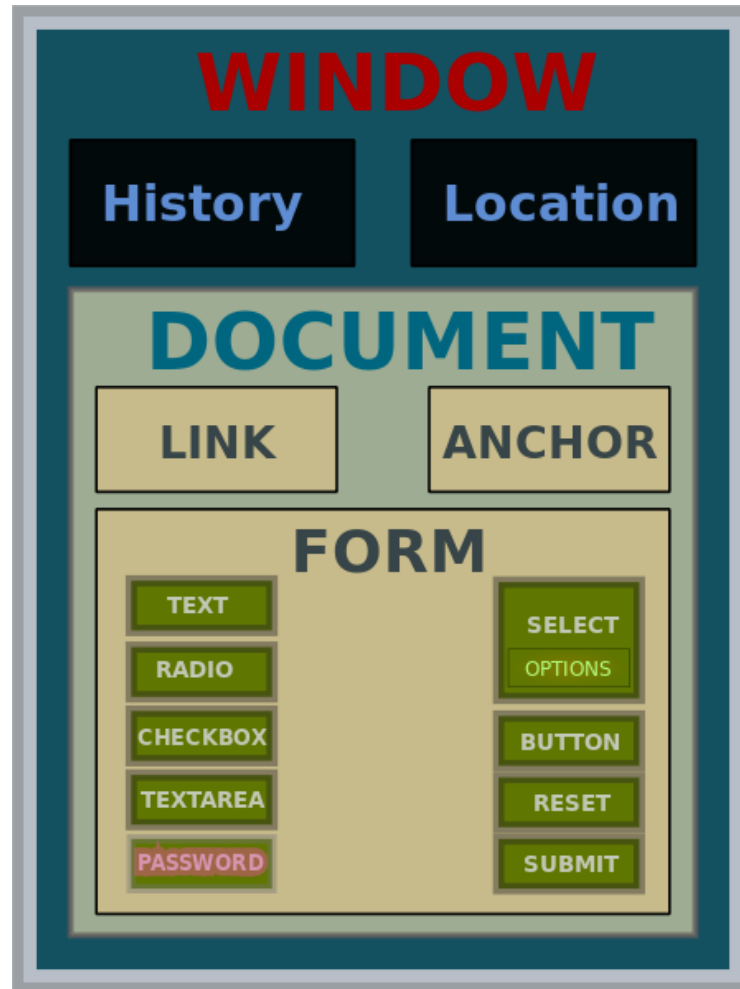 WINDOW
History
Location
DOCUMENT
LINK
ANCHOR
FORM
TEXT
RADIO
CHECKBOX
TEXTAREA
PASSWORD
SELECT
OPTIONS
BUTTON
RESET
SUBMIT